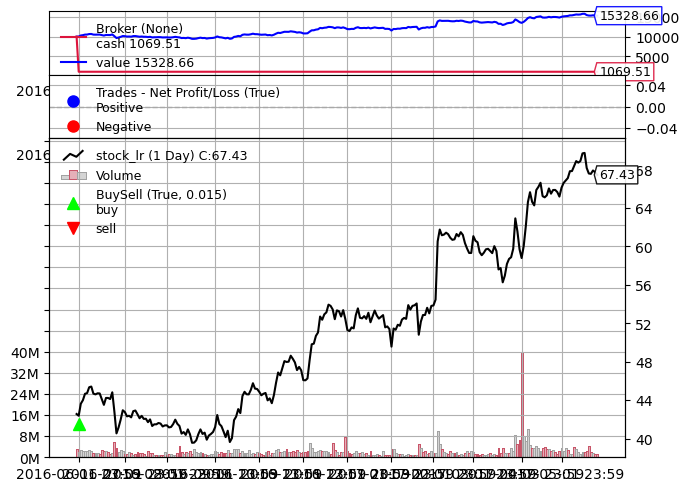 Broker (None)
cash 1069.51
value 15328.66
15328.66
10000
5000
1069.51
2016
Trades - Net Profit/Loss (True)
Positive
Negative
0.04
0.00
−0.04
2016
stock_lr (1 Day) C:67.43
Volume
BuySell (True, 0.015)
buy
sell
68
67.43
64
60
56
52
48
44
40
40M
32M
24M
16M
8M
0M